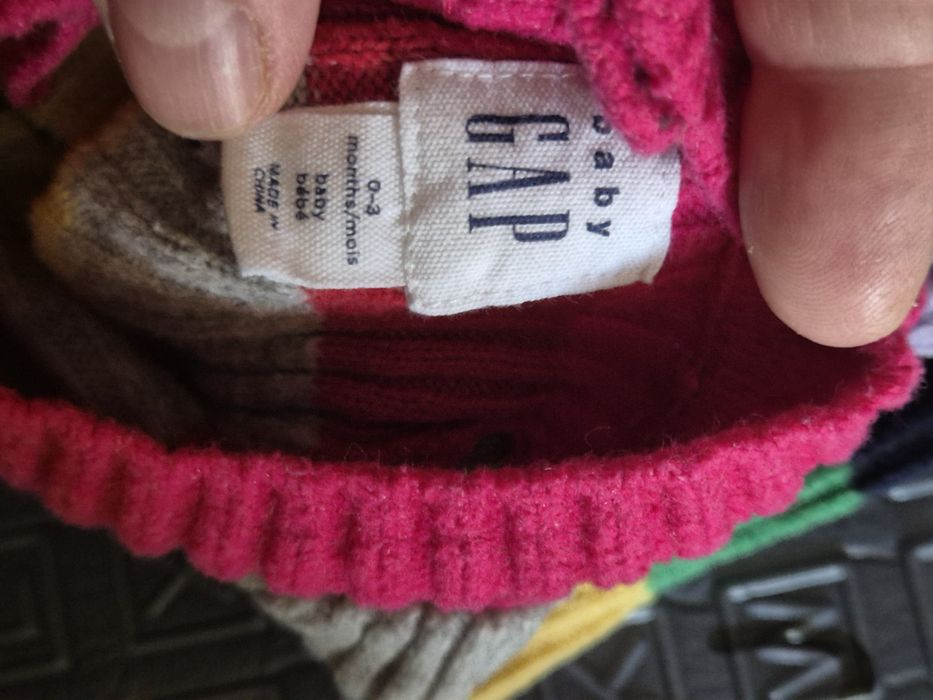 baby
GAP
0-3
months/mois
baby
bébé
MADE IN
CHINA